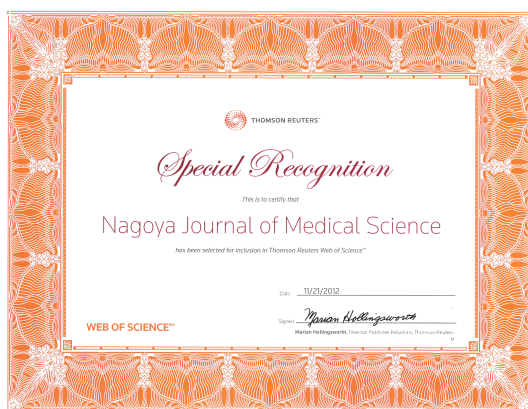 THOMSON REUTERS™
Special Recognition
This is to certify that
Nagoya Journal of Medical Science
has been selected for inclusion in Thomson Reuters Web of Science℠
Date 11/21/2012
Signed Marian Hollingsworth
WEB OF SCIENCE℠
Marian Hollingsworth, Director, Publisher Relations, Thomson Reuters